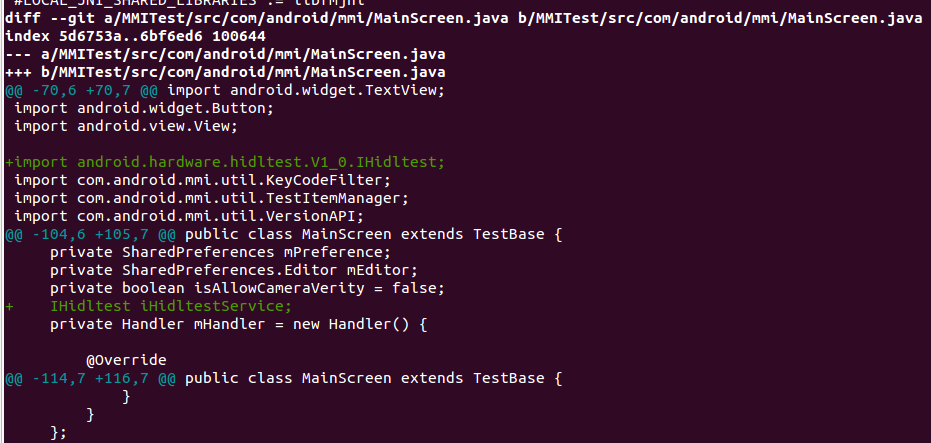 #LOCAL_JNI_SHARED_LIBRARIES := libfmjni
diff --git a/MMITest/src/com/android/mmi/MainScreen.java b/MMITest/src/com/android/mmi/MainScreen.java
index 5d6753a..6bf6ed6 100644
--- a/MMITest/src/com/android/mmi/MainScreen.java
+++ b/MMITest/src/com/android/mmi/MainScreen.java
@@ -70,6 +70,7 @@ import android.widget.TextView;
 import android.widget.Button;
 import android.view.View;

+import android.hardware.hidltest.V1_0.IHidltest;
 import com.android.mmi.util.KeyCodeFilter;
 import com.android.mmi.util.TestItemManager;
 import com.android.mmi.util.VersionAPI;
@@ -104,6 +105,7 @@ public class MainScreen extends TestBase {
     private SharedPreferences mPreference;
     private SharedPreferences.Editor mEditor;
     private boolean isAllowCameraVerity = false;
+    IHidltest iHidltestService;
     private Handler mHandler = new Handler() {

         @Override
@@ -114,7 +116,7 @@ public class MainScreen extends TestBase {
             }
         }
     };